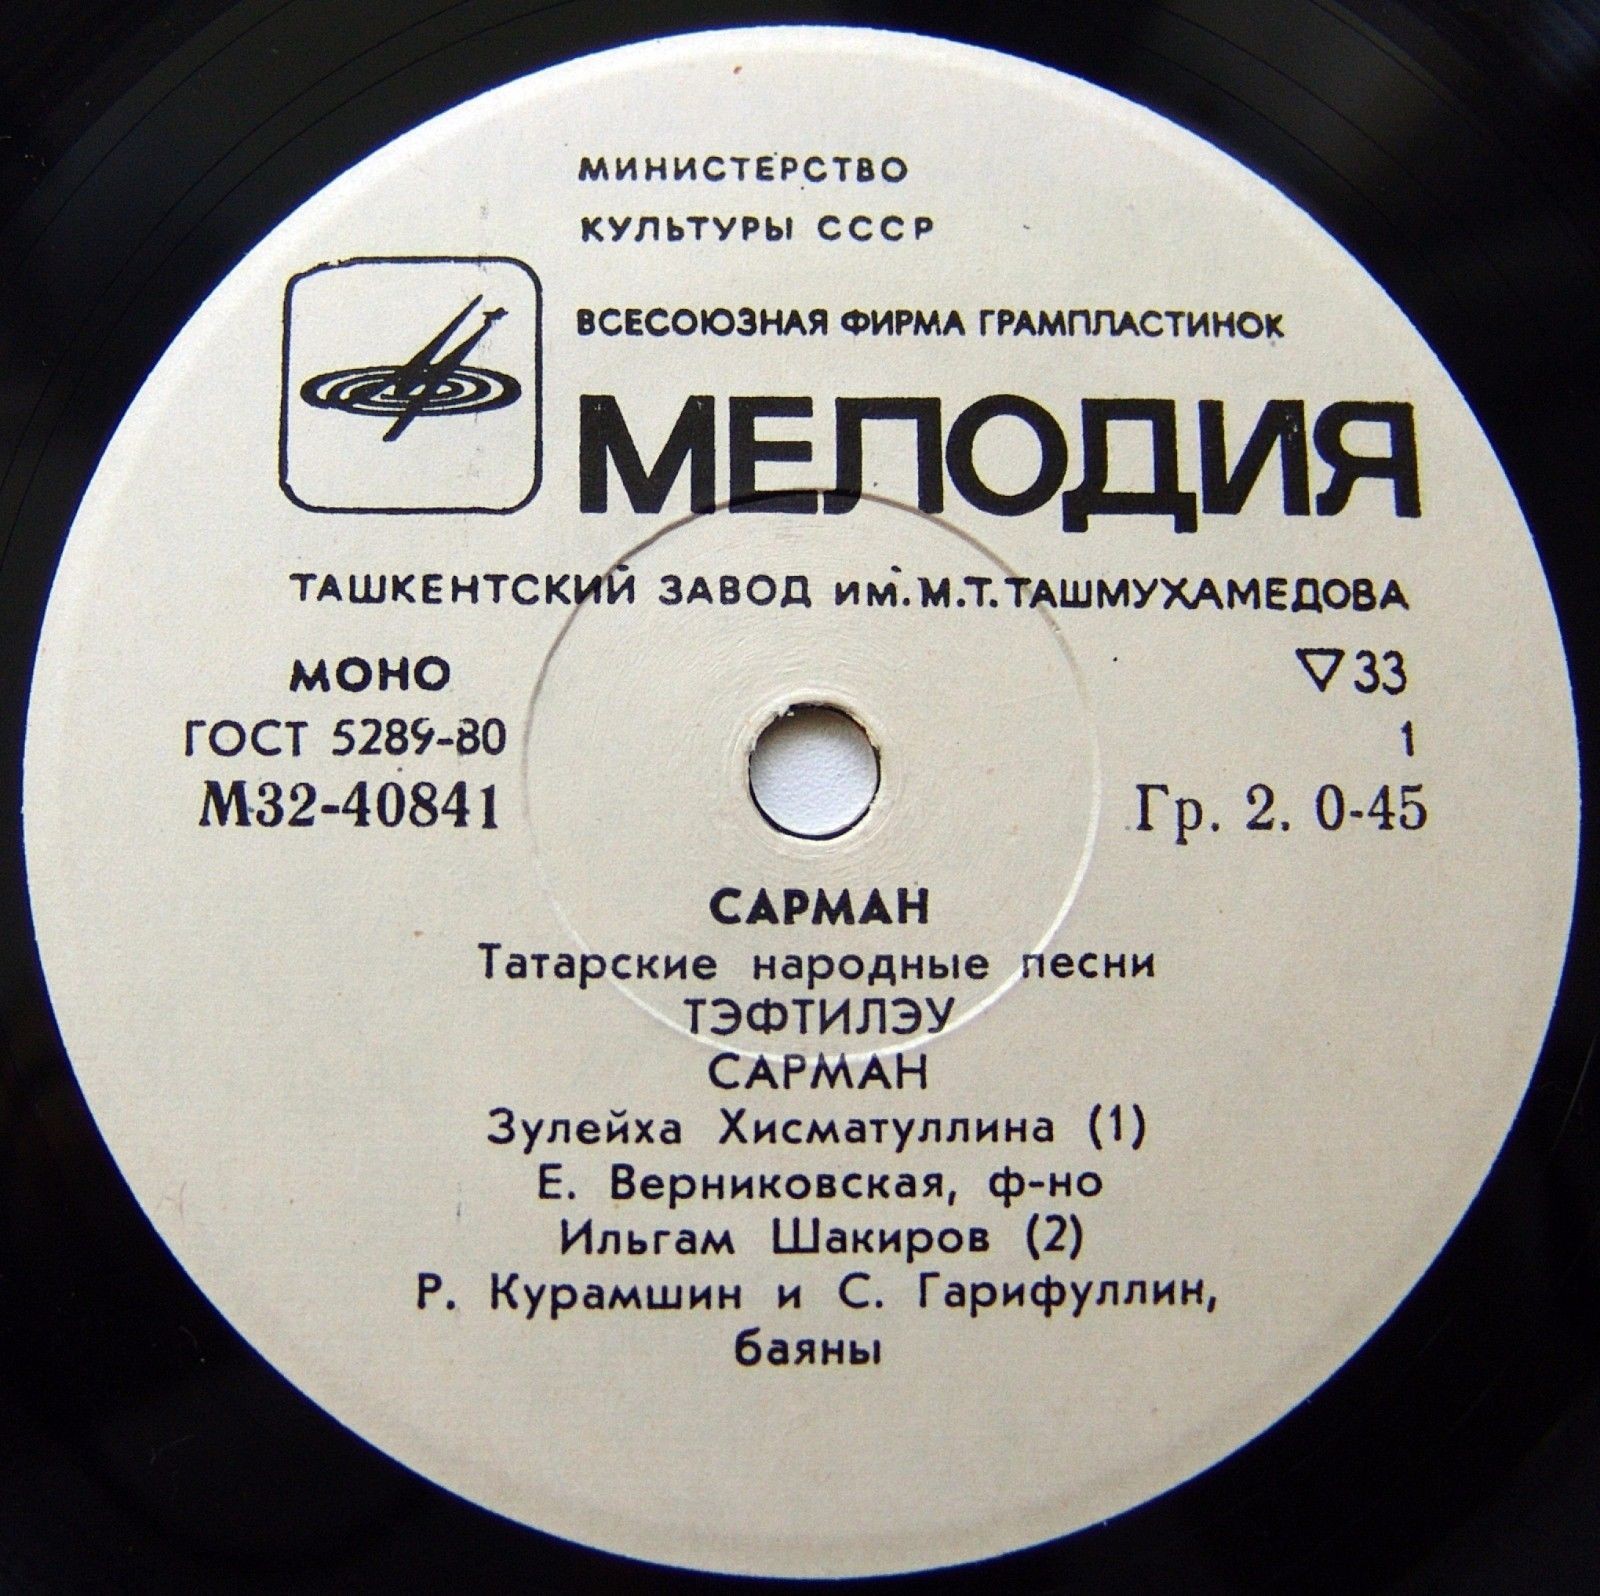 МИНИСТЕРСТВО
КУЛЬТУРЫ СССР
ВСЕСОЮЗНАЯ ФИРМА ГРАМПЛАСТИНОК
МЕЛОДИЯ
ТАШКЕНТСКИЙ ЗАВОД ИМ. М.Т. ТАШМУХАМЕДОВА
МОНО ▽33
ГОСТ 5289-80 1
М32-40841 Гр. 2. 0-45
САРМАН
Татарские народные песни
ТЭФТИЛЭУ
САРМАН
Зулейха Хисматуллина (1)
Е. Верниковская, ф-но
Ильгам Шакиров (2)
Р. Курамшин и С. Гарифуллин,
баяны